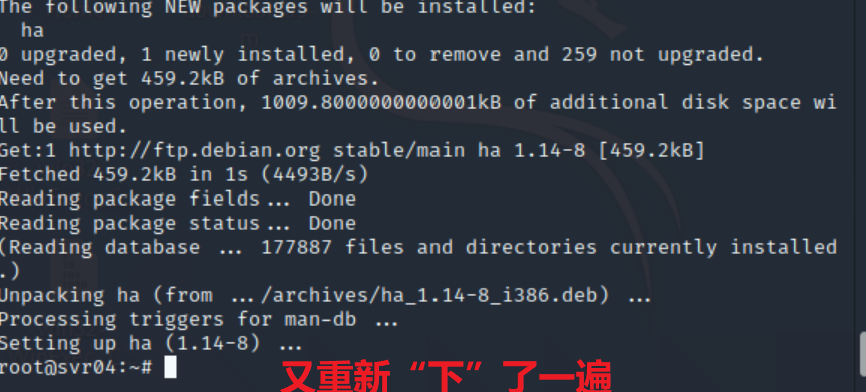 The following NEW packages will be installed:
  ha
0 upgraded, 1 newly installed, 0 to remove and 259 not upgraded.
Need to get 459.2kB of archives.
After this operation, 1009.8000000000001kB of additional disk space wi
ll be used.
Get:1 http://ftp.debian.org stable/main ha 1.14-8 [459.2kB]
Fetched 459.2kB in 1s (4493B/s)
Reading package fields... Done
Reading package status... Done
(Reading database ... 177887 files and directories currently installed
.)
Unpacking ha (from .../archives/ha_1.14-8_i386.deb) ...
Processing triggers for man-db ...
Setting up ha (1.14-8) ...
root@svr04:~#
又重新“下”了一遍